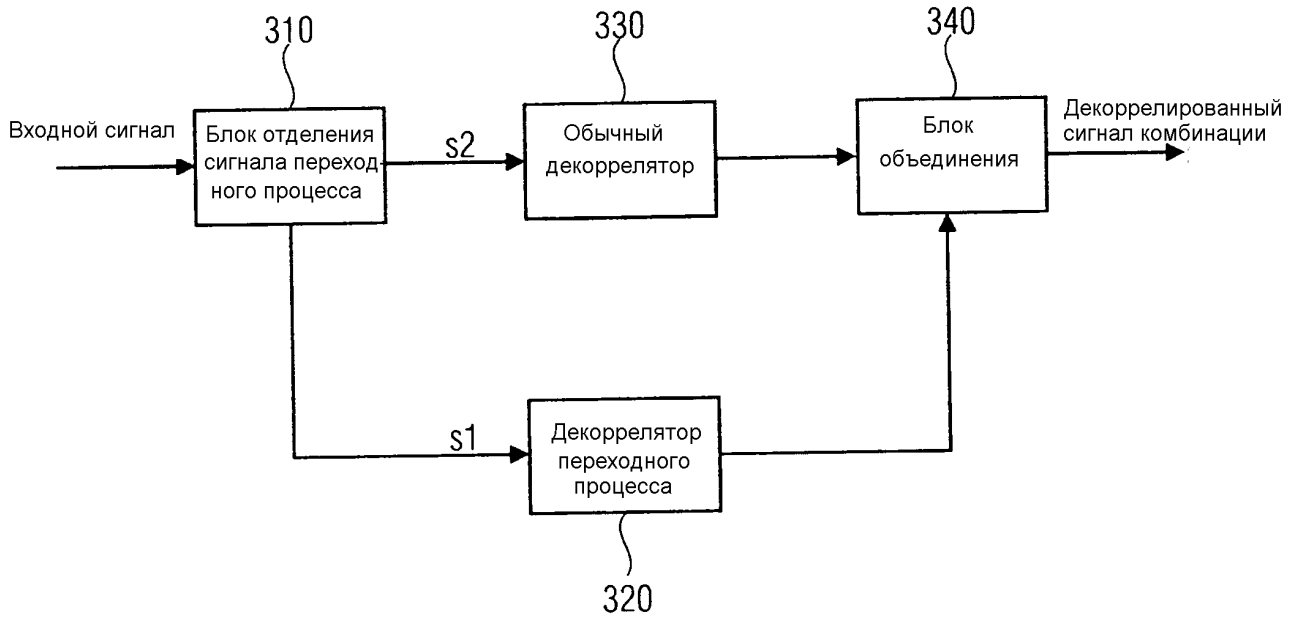 310
330
340
Входной сигнал
Блок отделения
сигнала переход
ного процесса
s2
Обычный
декоррелятор
Блок
объединения
Декоррелированный
сигнал комбинации
s1
Декоррелятор
переходного
процесса
320